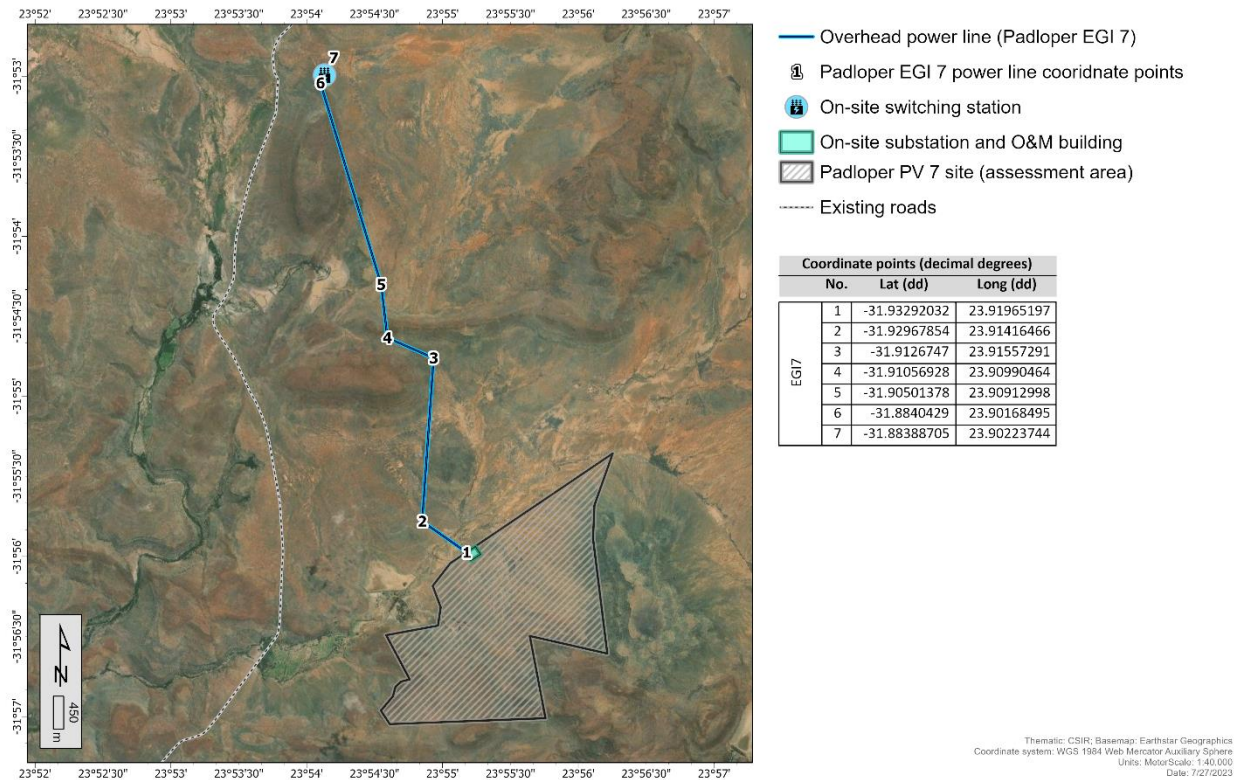 23°52' 23°52'30" 23°53' 23°53'30" 23°54' 23°54'30" 23°55' 23°55'30" 23°56' 23°56'30" 23°57'
-31°53'
-31°53'30"
-31°54'
-31°54'30"
-31°55'
-31°55'30"
-31°56'
-31°56'30"
-31°57'
7
6
5
4
3
2
1
N
450
m
23°52' 23°52'30" 23°53' 23°53'30" 23°54' 23°54'30" 23°55' 23°55'30" 23°56' 23°56'30" 23°57'
Overhead power line (Padloper EGI 7)
1 Padloper EGI 7 power line cooridnate points
On-site switching station
On-site substation and O&M building
Padloper PV 7 site (assessment area)
Existing roads
Coordinate points (decimal degrees)
No. Lat (dd) Long (dd)
EGI7
1 -31.93292032 23.91965197
2 -31.92967854 23.91416466
3 -31.9126747 23.91557291
4 -31.91056928 23.90990464
5 -31.90501378 23.90912998
6 -31.8840429 23.90168495
7 -31.88388705 23.90223744
Thematic: CSIR; Basemap: Earthstar Geographics
Coordinate system: WGS 1984 Web Mercator Auxiliary Sphere
Units: MetorScale: 1:40,000
Date: 7/27/2023